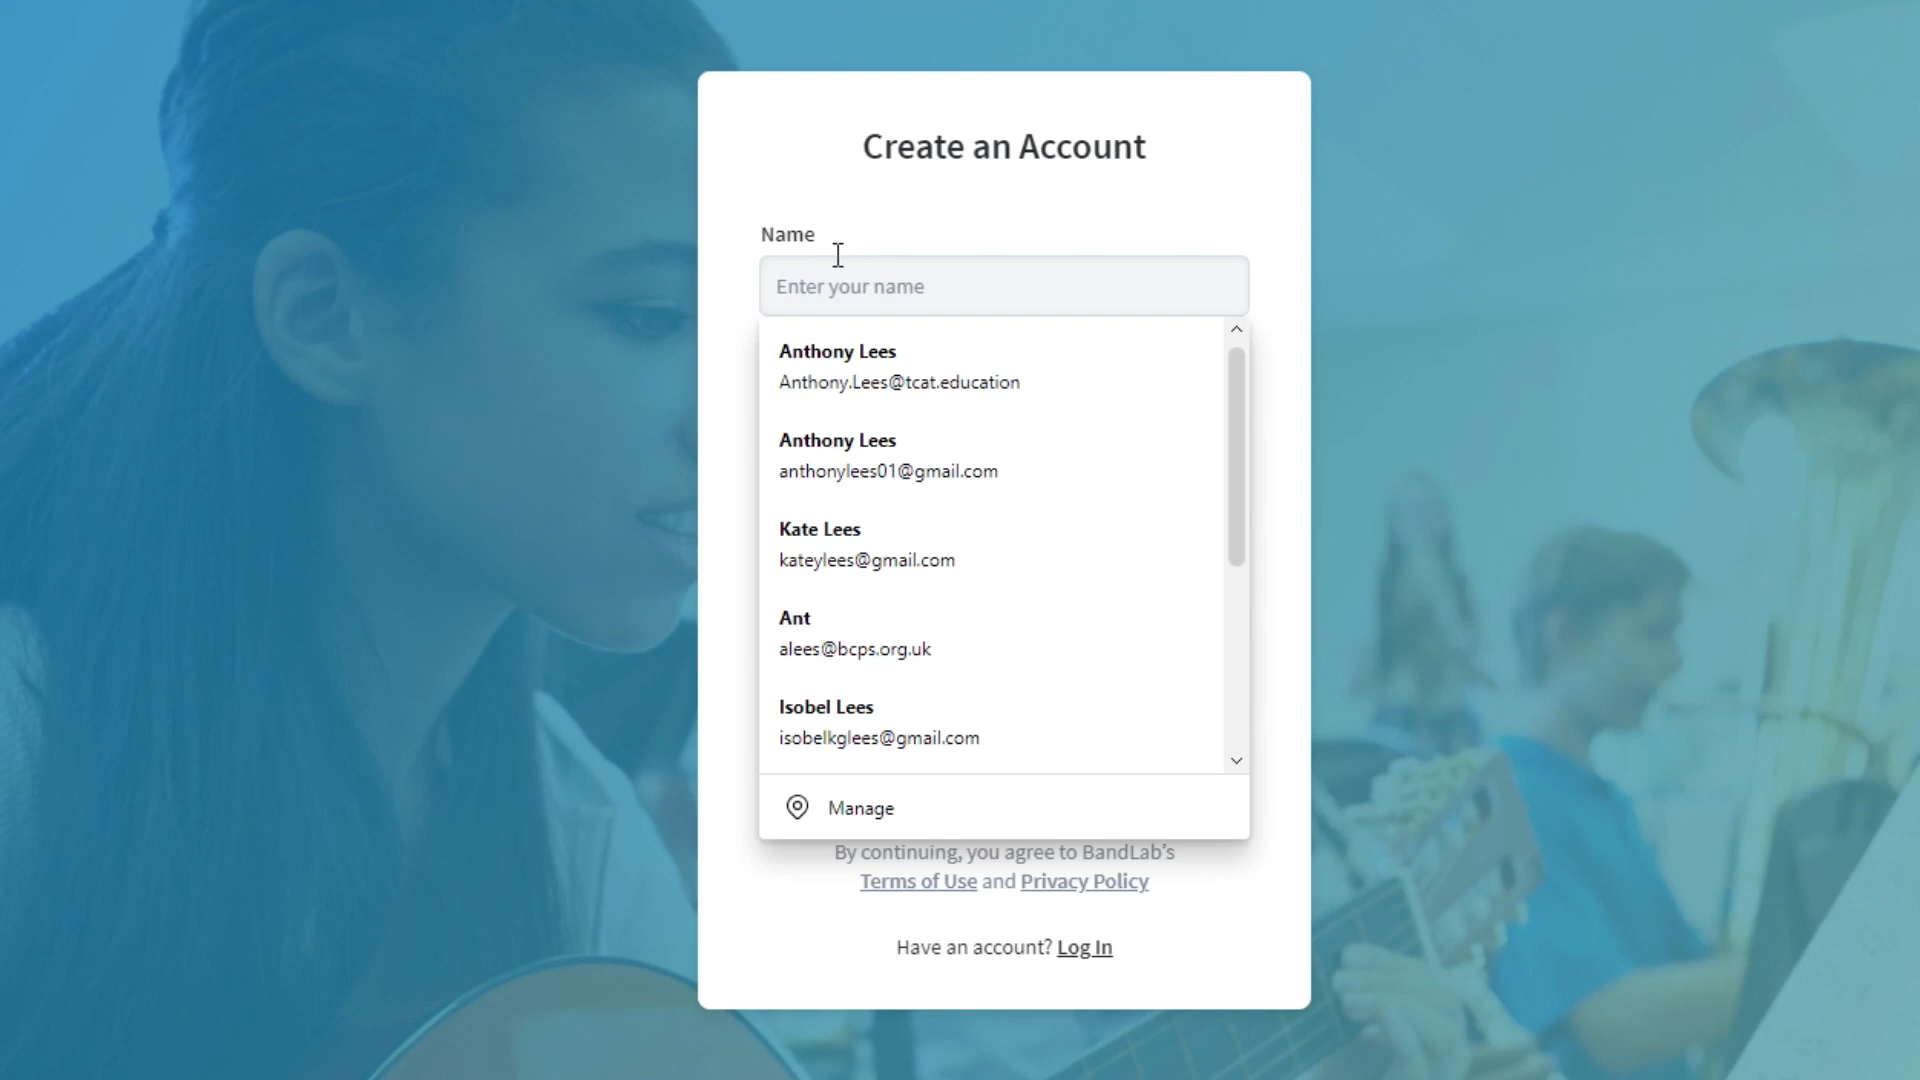 Create an Account
Name
Enter your name
Anthony Lees
Anthony.Lees@tcat.education
Anthony Lees
anthonylees01@gmail.com
Kate Lees
kateylees@gmail.com
Ant
alees@bcps.org.uk
Isobel Lees
isobelkglees@gmail.com
Manage
By continuing, you agree to BandLab's
Terms of Use and Privacy Policy
Have an account? Log In